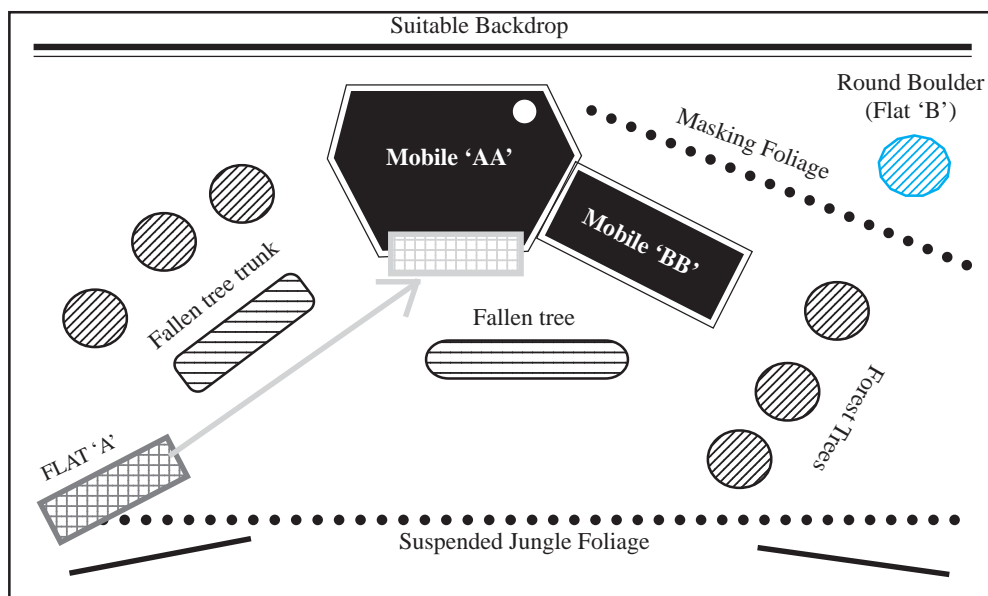 Suitable Backdrop
Round Boulder
(Flat ‘B’)
Masking Foliage
Mobile ‘AA’
Mobile ‘BB’
Fallen tree trunk
Fallen tree
Forest Trees
FLAT ‘A’
Suspended Jungle Foliage